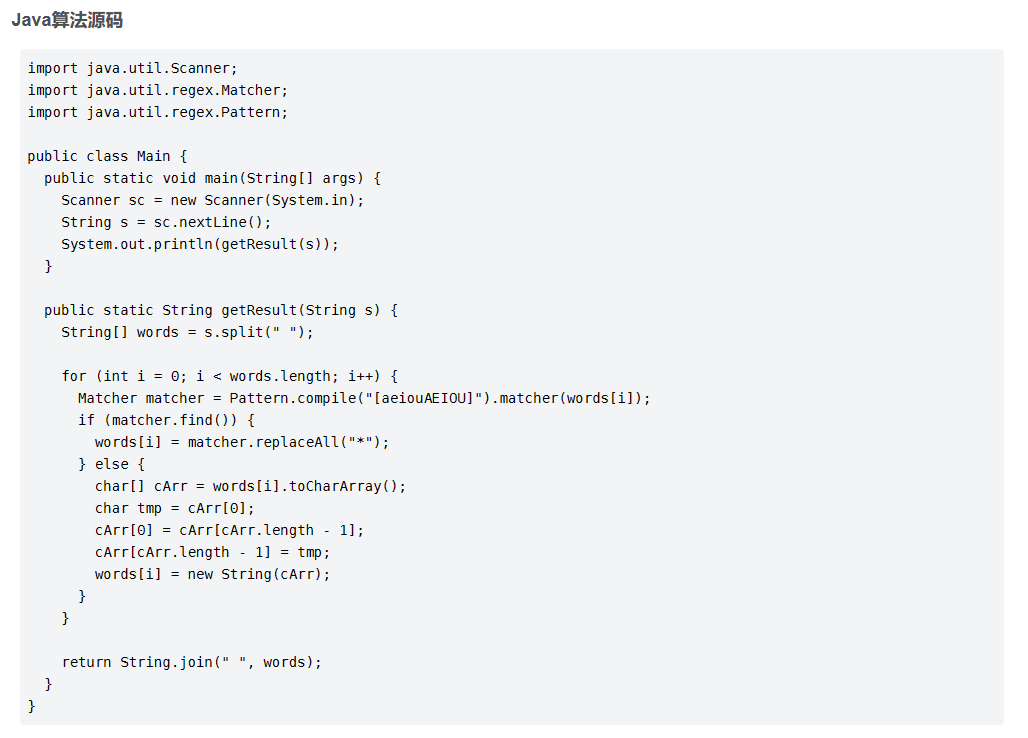 Java算法源码
import java.util.Scanner;
import java.util.regex.Matcher;
import java.util.regex.Pattern;

public class Main {
  public static void main(String[] args) {
    Scanner sc = new Scanner(System.in);
    String s = sc.nextLine();
    System.out.println(getResult(s));
  }

  public static String getResult(String s) {
    String[] words = s.split(" ");

    for (int i = 0; i < words.length; i++) {
      Matcher matcher = Pattern.compile("[aeiouAEIOU]").matcher(words[i]);
      if (matcher.find()) {
        words[i] = matcher.replaceAll("*");
      } else {
        char[] cArr = words[i].toCharArray();
        char tmp = cArr[0];
        cArr[0] = cArr[cArr.length - 1];
        cArr[cArr.length - 1] = tmp;
        words[i] = new String(cArr);
      }
    }

    return String.join(" ", words);
  }
}